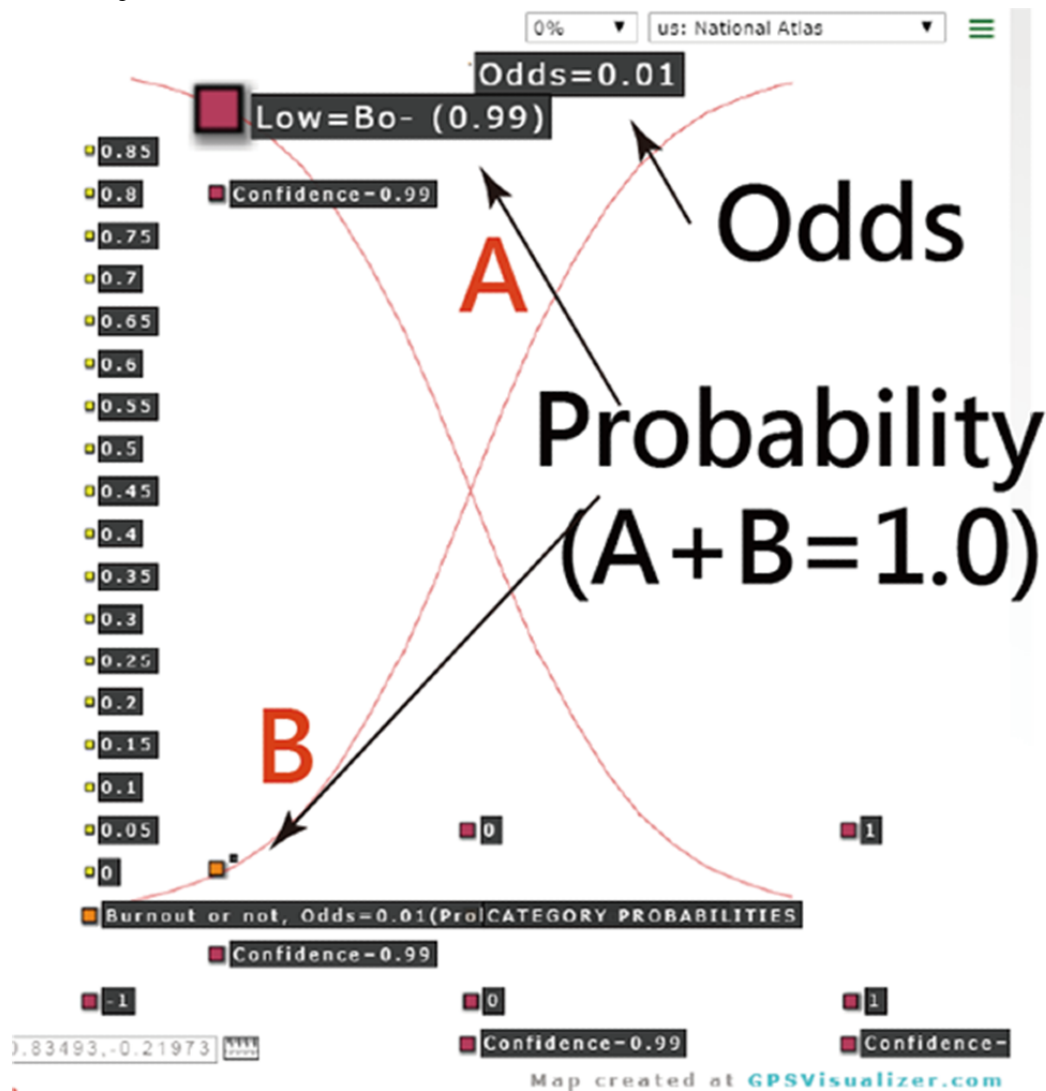 0%
us: National Atlas
Odds=0.01
Low=Bo- (0.99)
0.85
0.8
Confidence-0.99
0.75
0.7
0.65
0.6
0.55
0.5
0.45
0.4
0.35
0.3
0.25
0.2
0.15
0.1
0.05
0
Odds
A
Probability
(A+B=1.0)
B
0
1
Burnout or not, Odds=0.01(Pro
CATEGORY PROBABILITIES
Confidence-0.99
-1
0
1
.83493,-0.21973
Confidence-0.99
Confidence-
Map created at GPSVisualizer.com